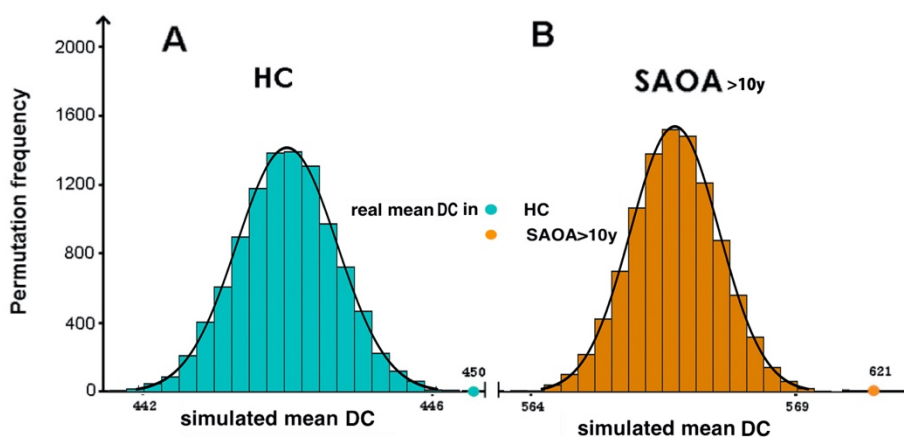 A
B
HC
SAOA >10y
Permutation frequency
2000
1600
1200
800
400
0
real mean DC in
HC
SAOA>10y
450
621
442
446
564
569
simulated mean DC
simulated mean DC